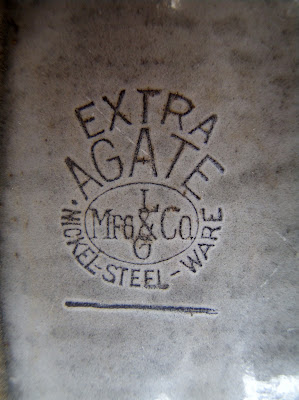 EXTRA
AGATE
L
MFG & Co.
G
NICKEL-STEEL-WARE